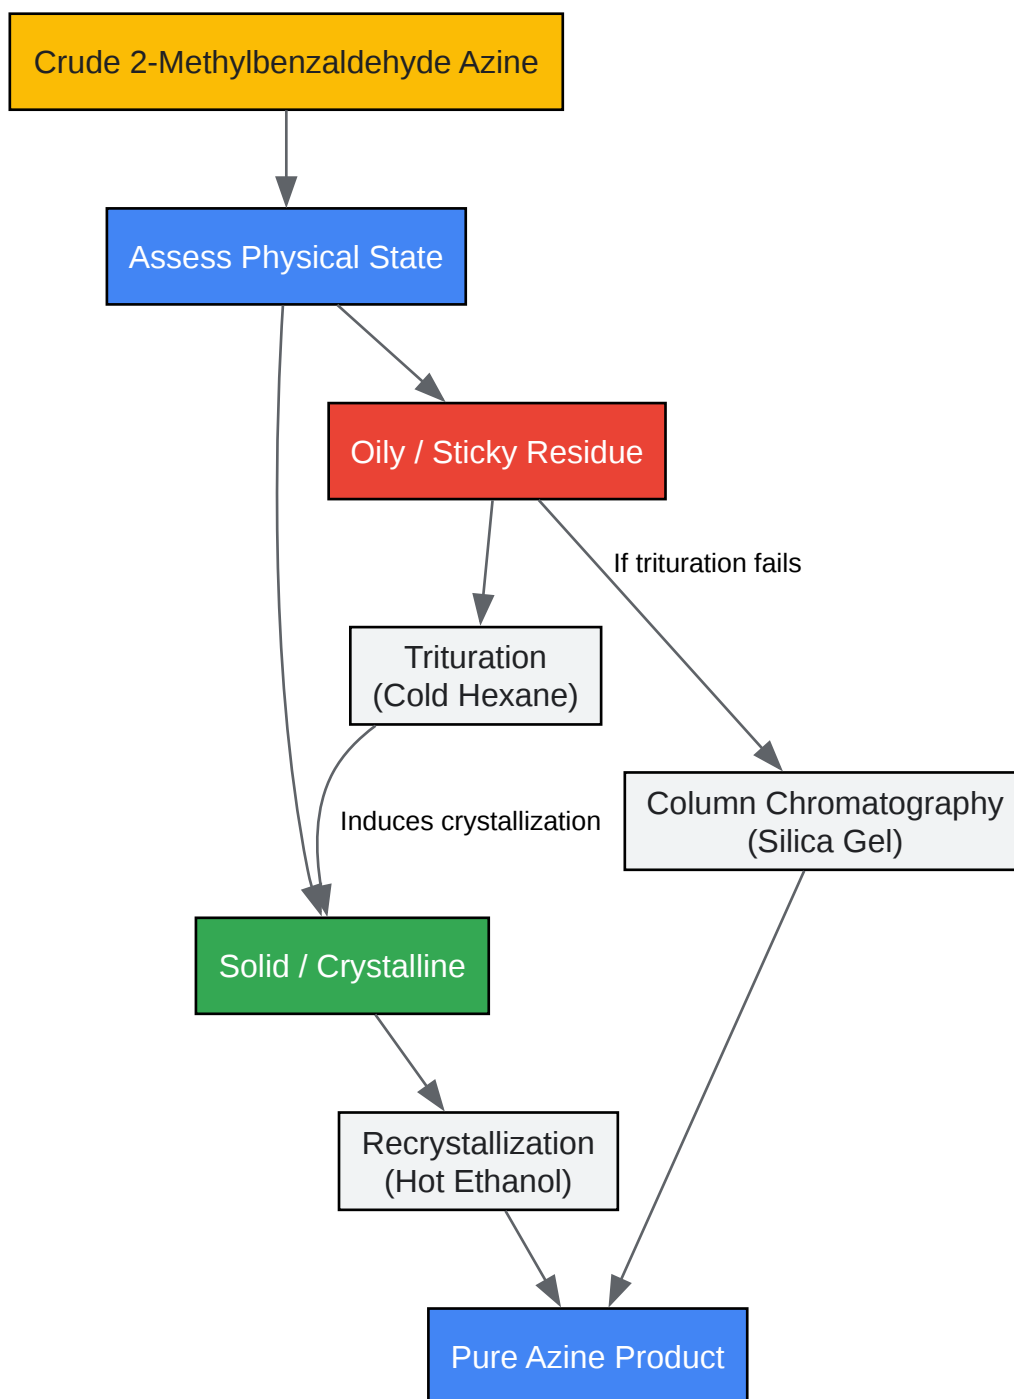 Crude 2-Methylbenzaldehyde Azine
Assess Physical State
Oily / Sticky Residue
If trituration fails
Trituration
(Cold Hexane)
Column Chromatography
(Silica Gel)
Induces crystallization
Solid / Crystalline
Recrystallization
(Hot Ethanol)
Pure Azine Product